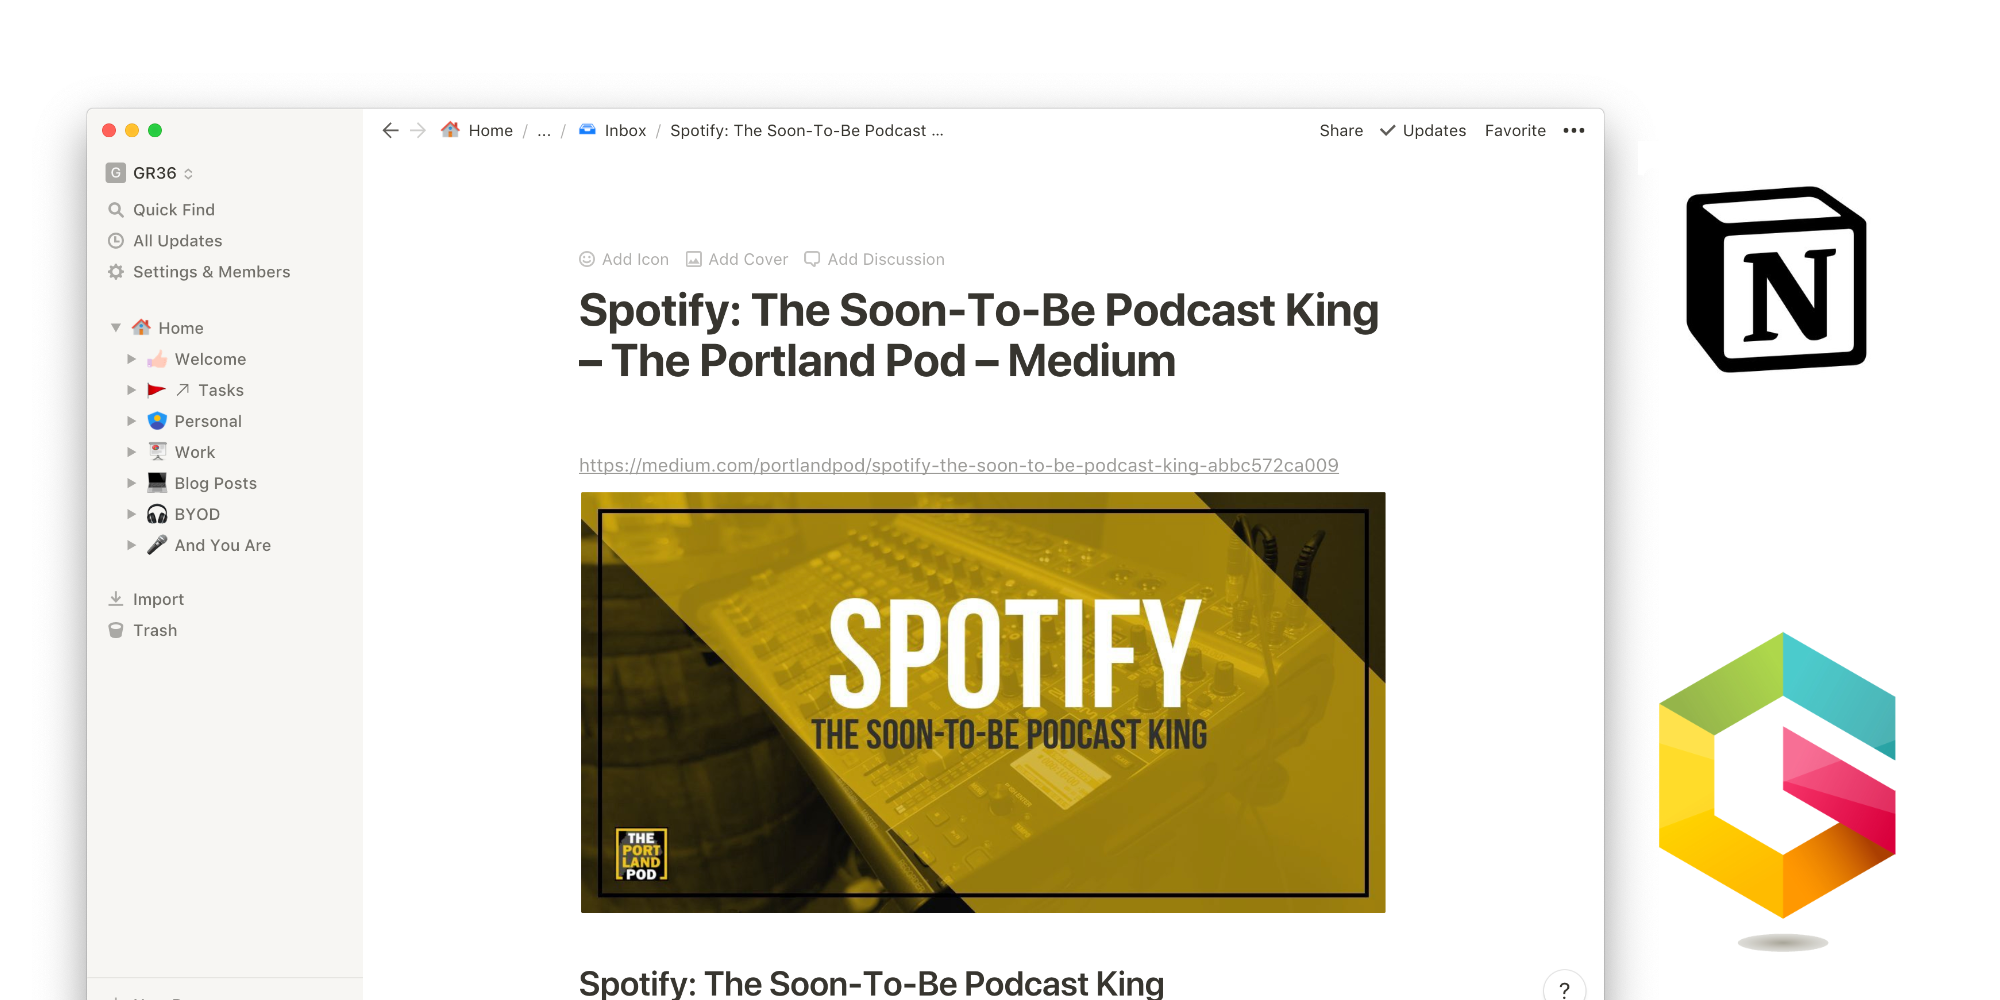 Home / ... / Inbox / Spotify: The Soon-To-Be Podcast ...
Share Updates Favorite •••
G GR36
Quick Find
All Updates
Settings & Members
Home
Welcome
Tasks
Personal
Work
Blog Posts
BYOD
And You Are
Import
Trash
Add Icon Add Cover Add Discussion
Spotify: The Soon-To-Be Podcast King
– The Portland Pod – Medium
https://medium.com/portlandpod/spotify-the-soon-to-be-podcast-king-abbc572ca009
SPOTIFY
THE SOON-TO-BE PODCAST KING
THE
PORT
LAND
POD
Spotify: The Soon-To-Be Podcast King
?
N